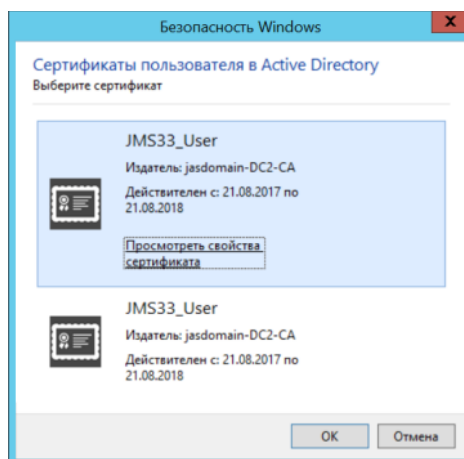 Безопасность Windows
x
Сертификаты пользователя в Active Directory
Выберите сертификат
JMS33_User
Издатель: jasdomain-DC2-CA
Действителен с: 21.08.2017 по
21.08.2018
Просмотреть свойства
сертификата
JMS33_User
Издатель: jasdomain-DC2-CA
Действителен с: 21.08.2017 по
21.08.2018
ОК
Отмена